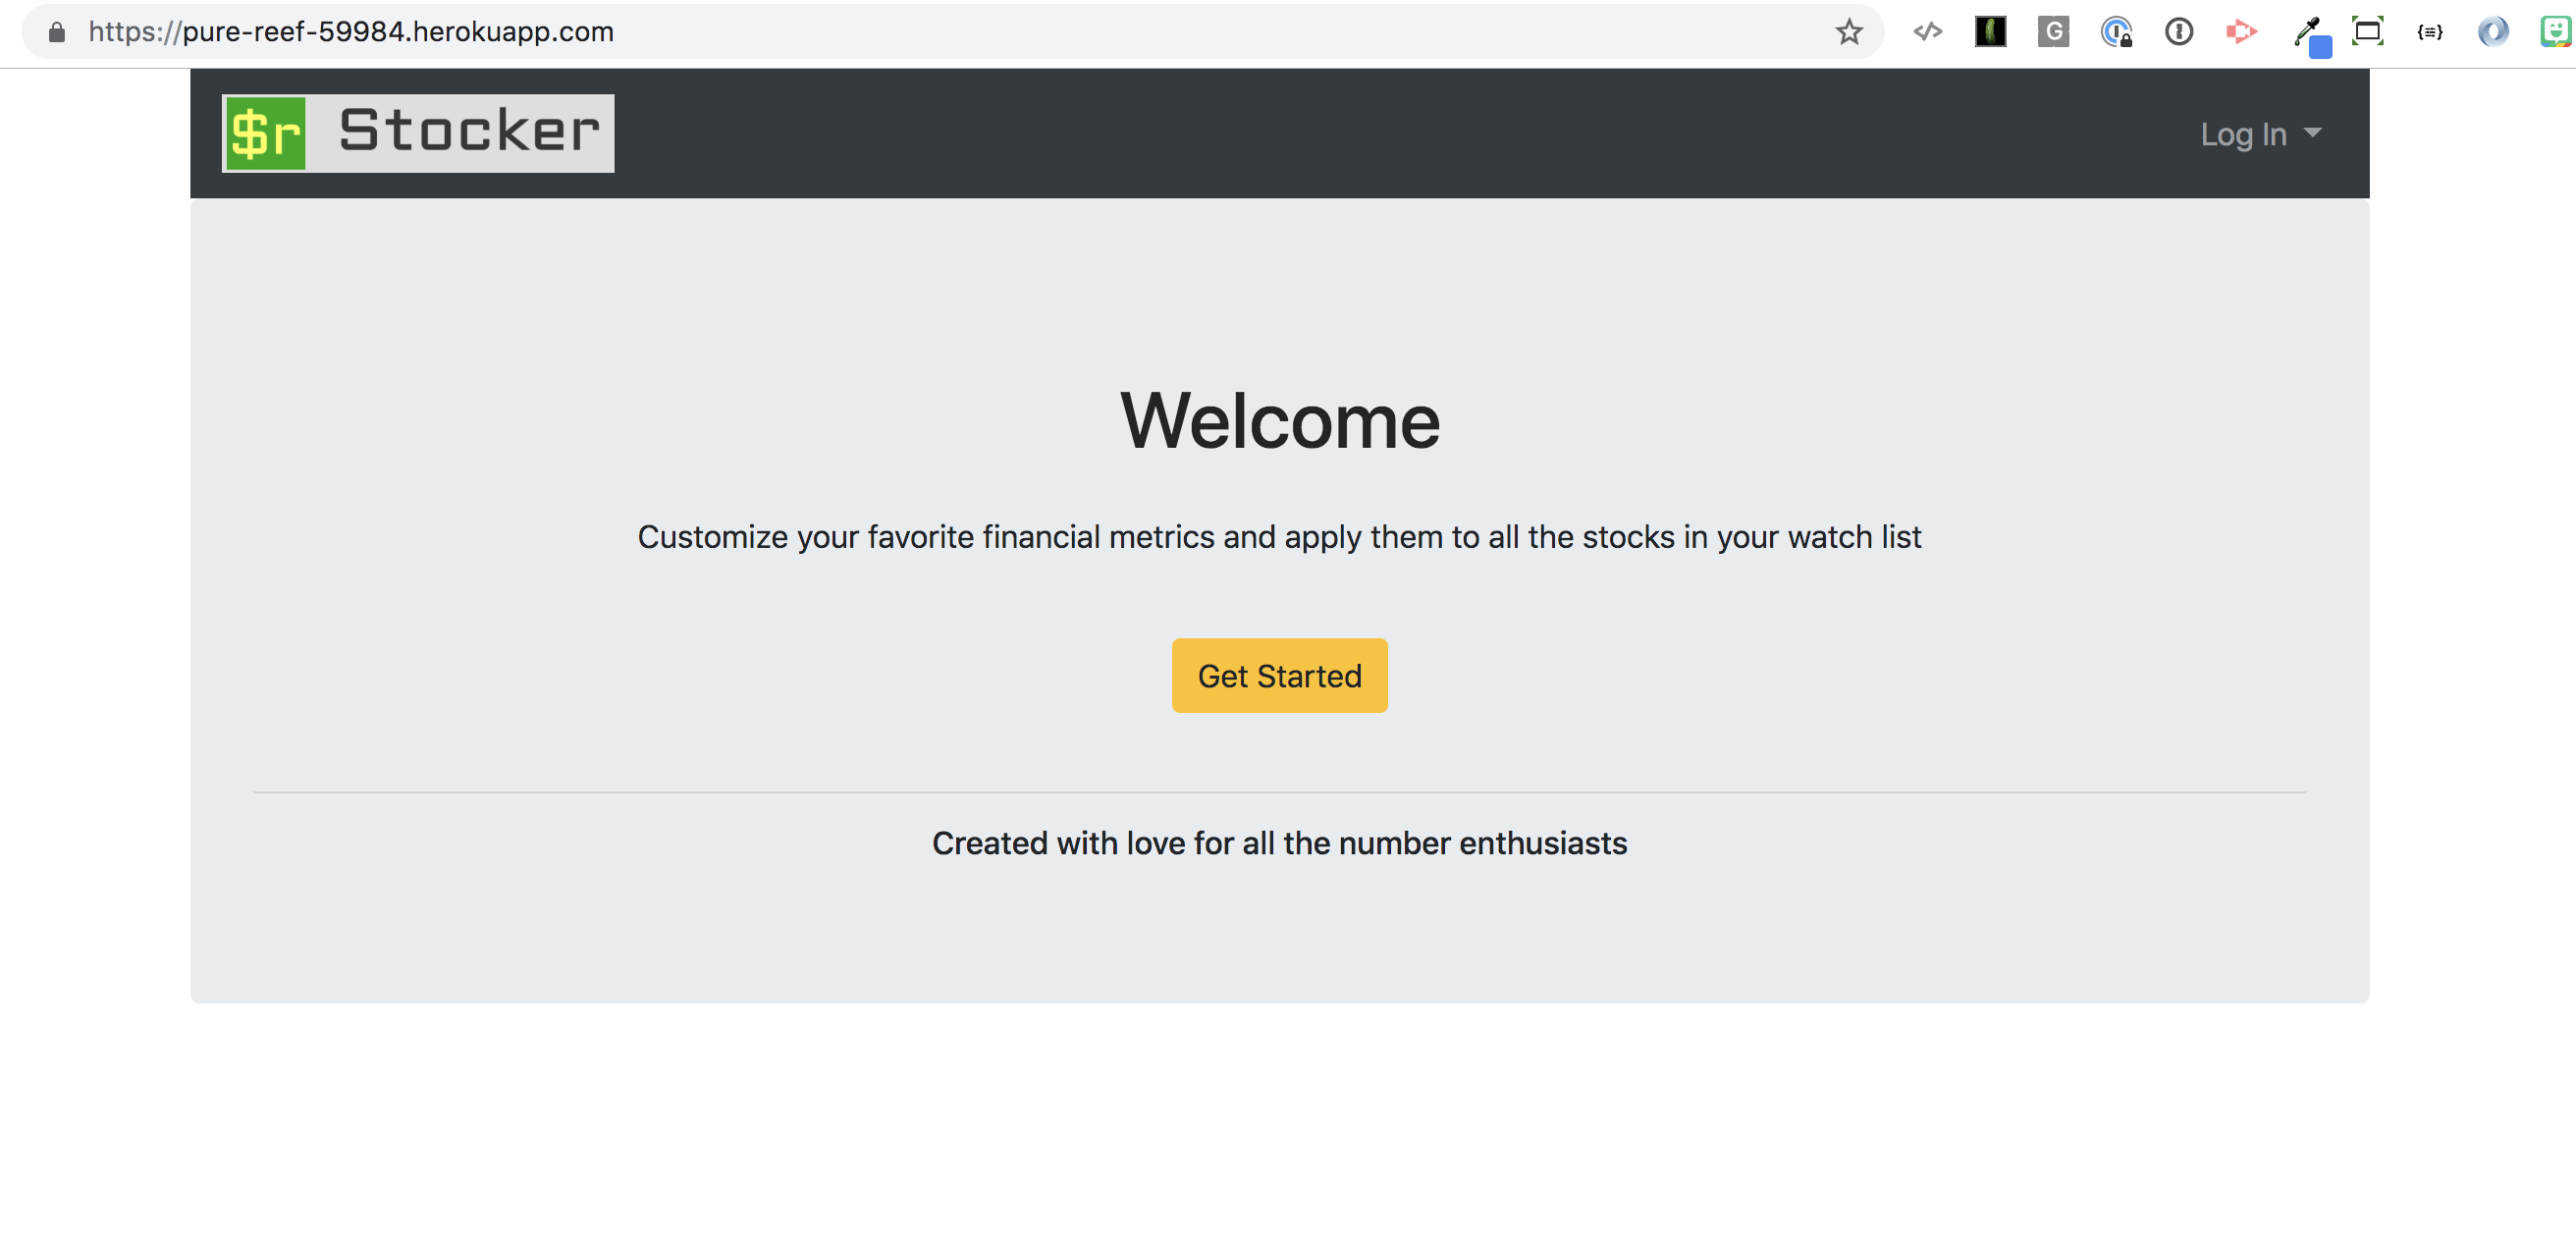 https://pure-reef-59984.herokuapp.com
$r Stocker
Log In
Welcome
Customize your favorite financial metrics and apply them to all the stocks in your watch list
Get Started
Created with love for all the number enthusiasts